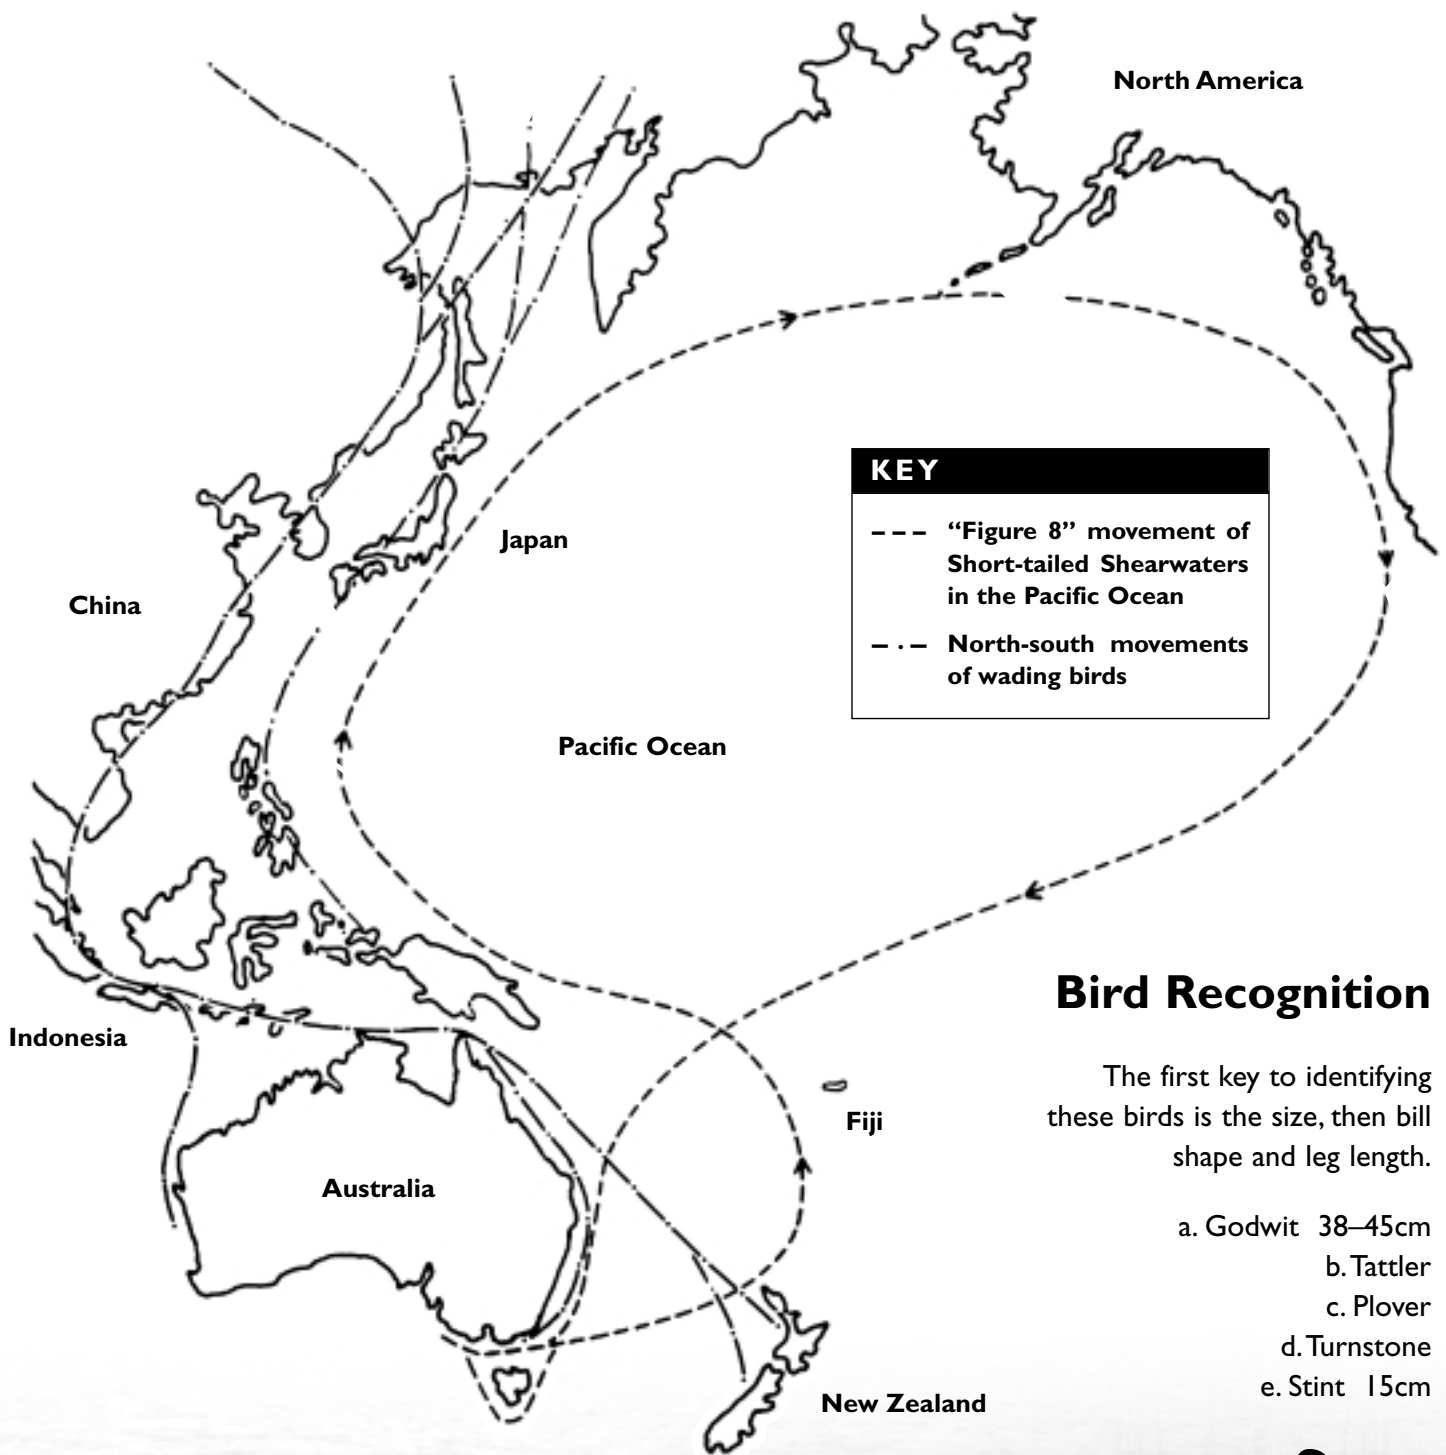 North America
KEY
“Figure 8” movement of
Short-tailed Shearwaters
in the Pacific Ocean
North-south movements
of wading birds
Japan
China
Pacific Ocean
Indonesia
Fiji
Australia
New Zealand
Bird Recognition
The first key to identifying
these birds is the size, then bill
shape and leg length.
a. Godwit 38–45cm
b. Tattler
c. Plover
d. Turnstone
e. Stint 15cm